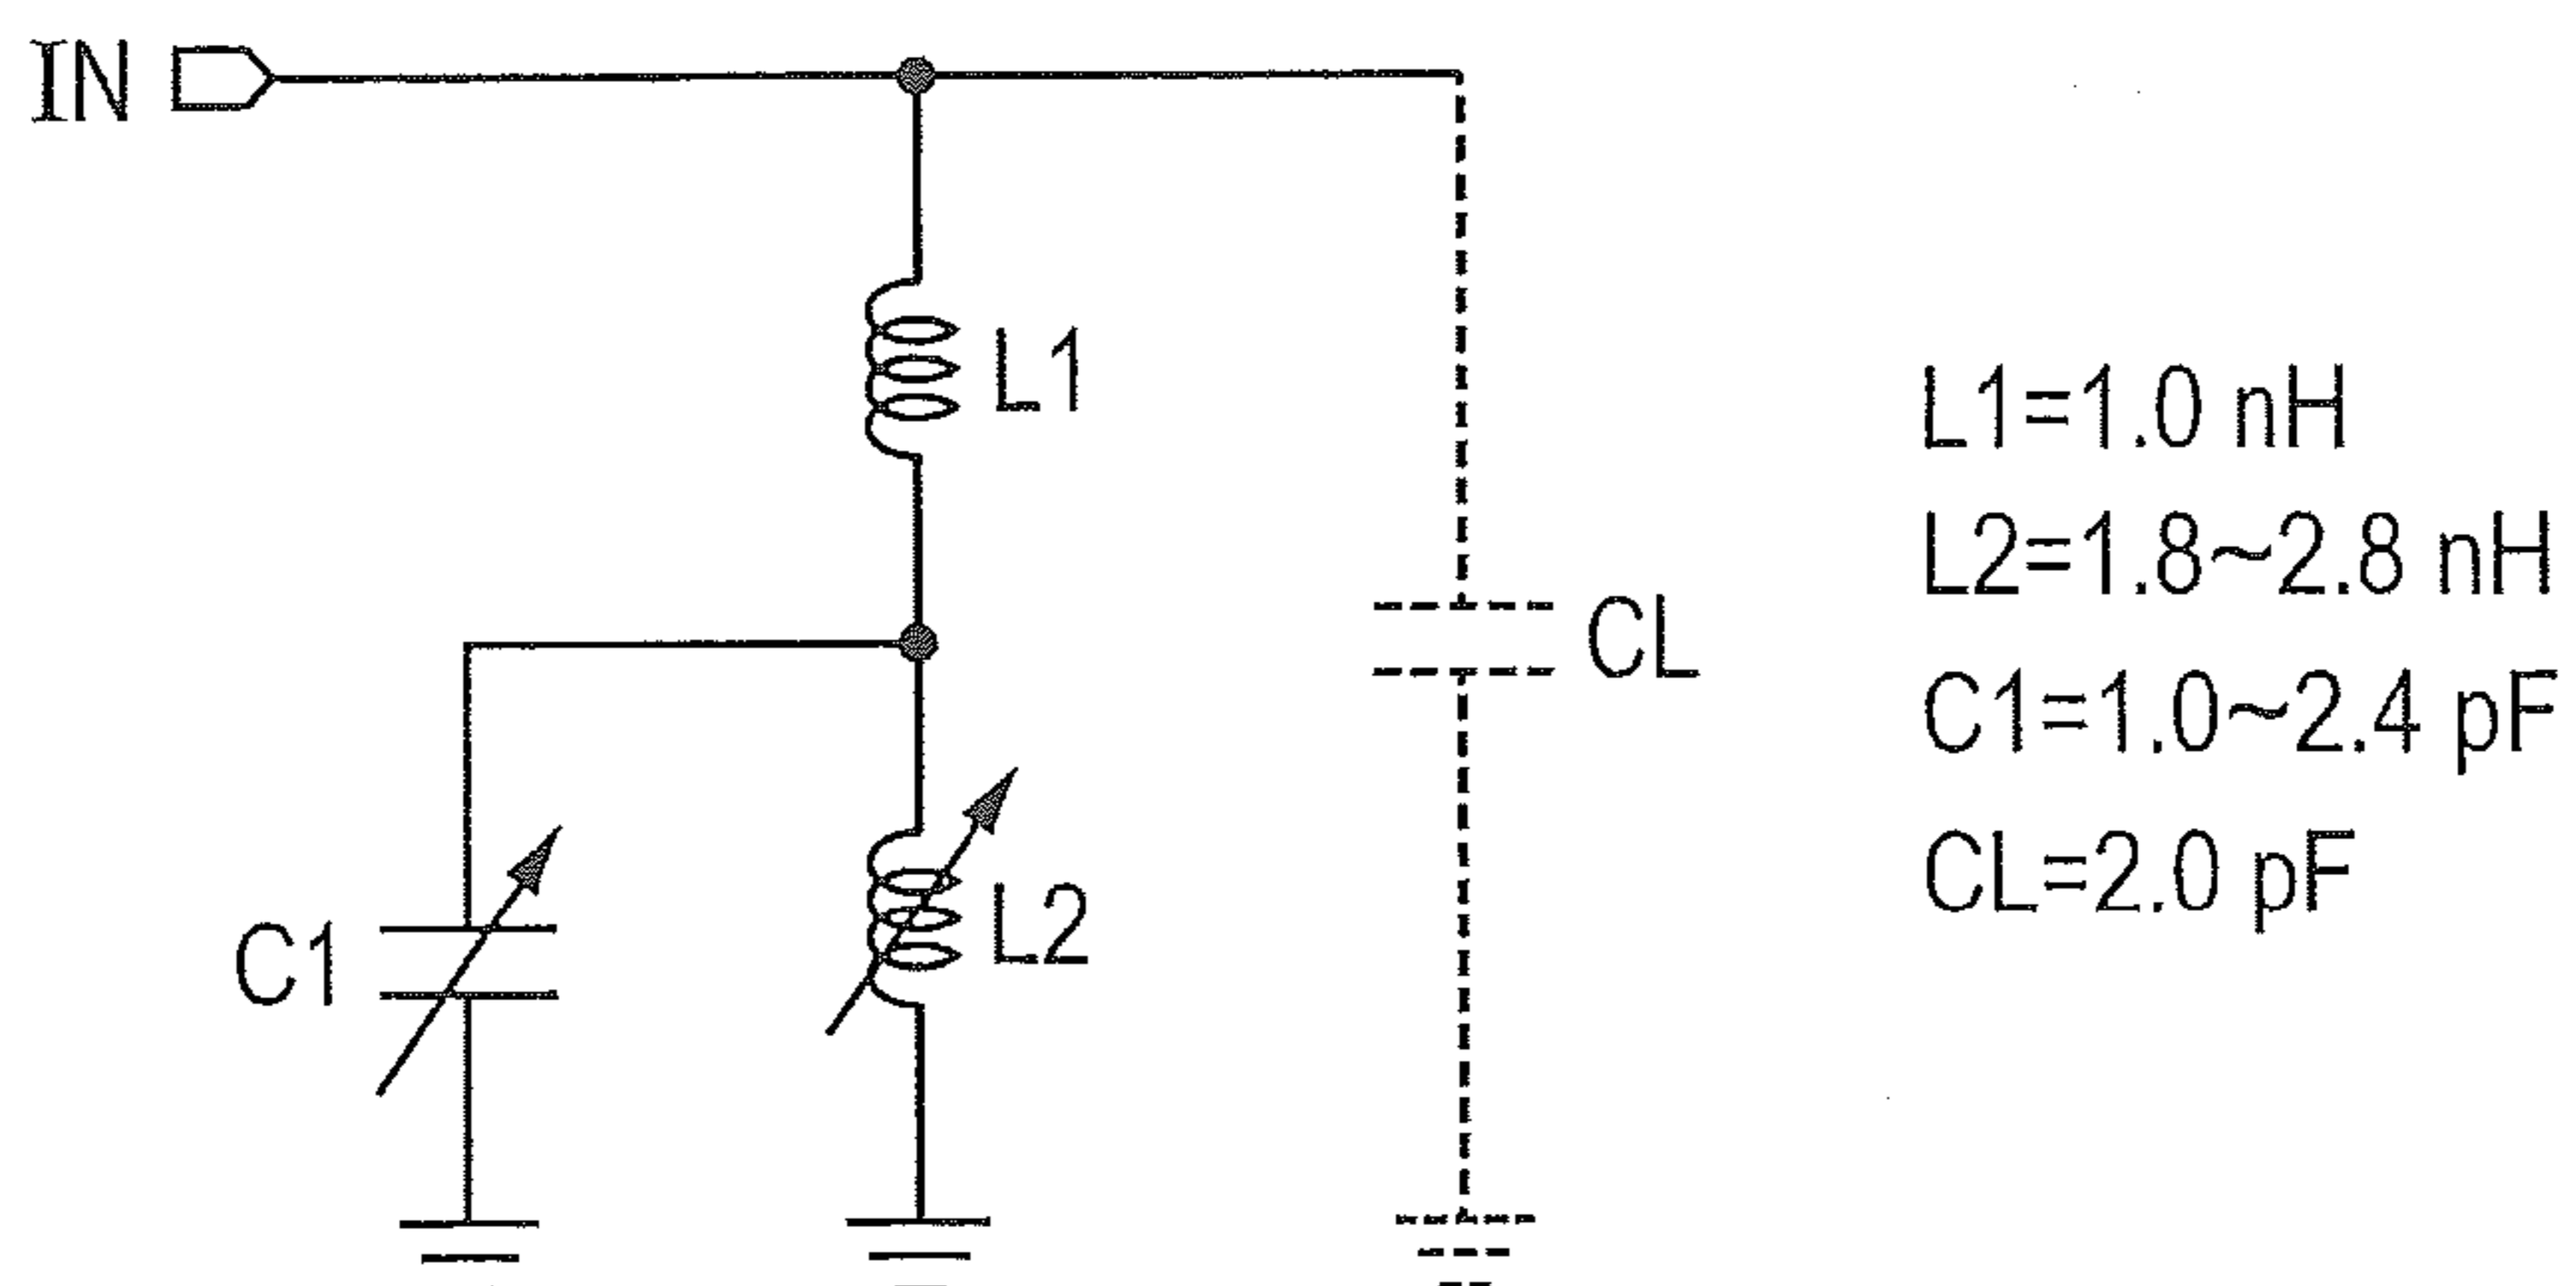 IN
L1
CL
C1
L2
L1=1.0 nH
L2=1.8~2.8 nH
C1=1.0~2.4 pF
CL=2.0 pF